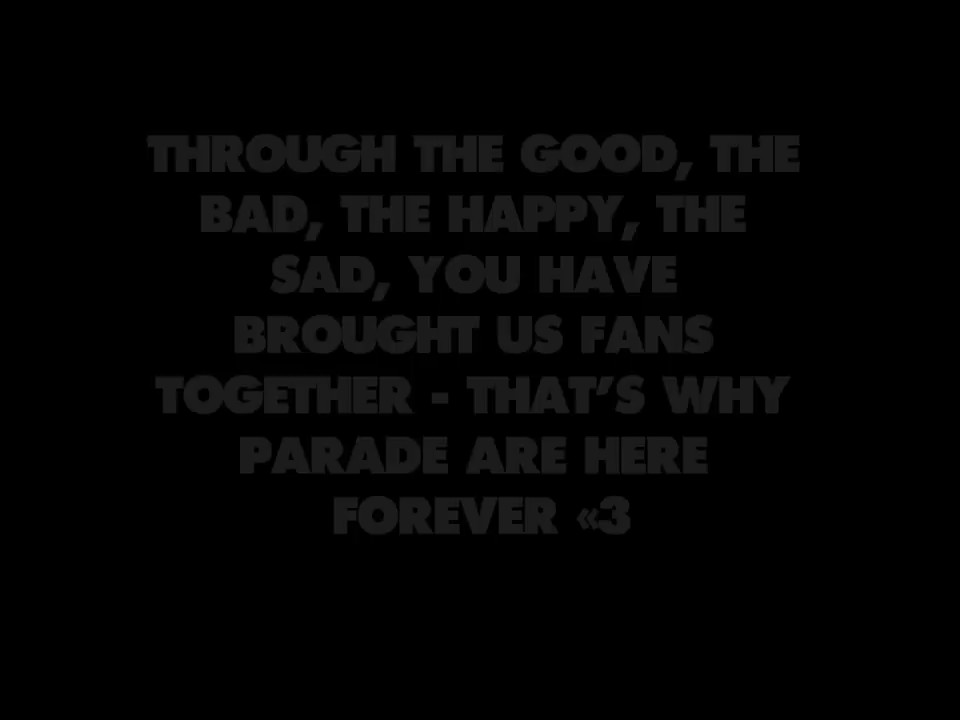 THROUGH THE GOOD, THE
BAD, THE HAPPY, THE
SAD, YOU HAVE
BROUGHT US FANS
TOGETHER - THAT’S WHY
PARADE ARE HERE
FOREVER «3